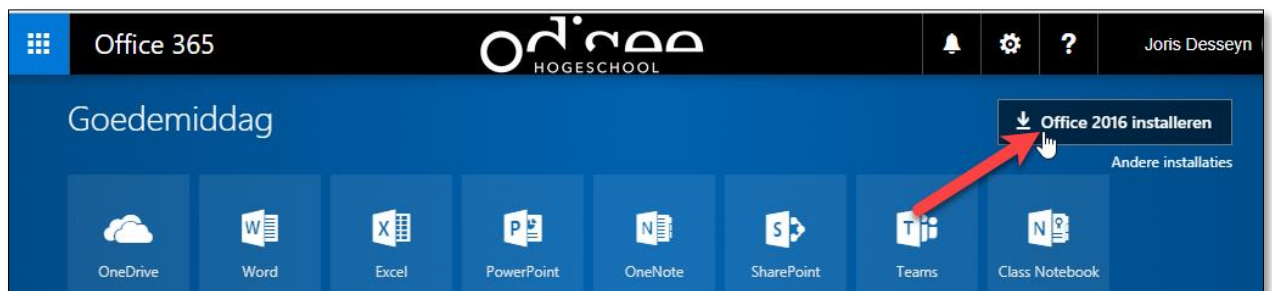 Office 365
odisee
HOGESCHOOL
?
Joris Desseyn
Goedemiddag
Office 2016 installeren
Andere installaties
W
X
P
N
S
T
N
OneDrive
Word
Excel
PowerPoint
OneNote
SharePoint
Teams
Class Notebook